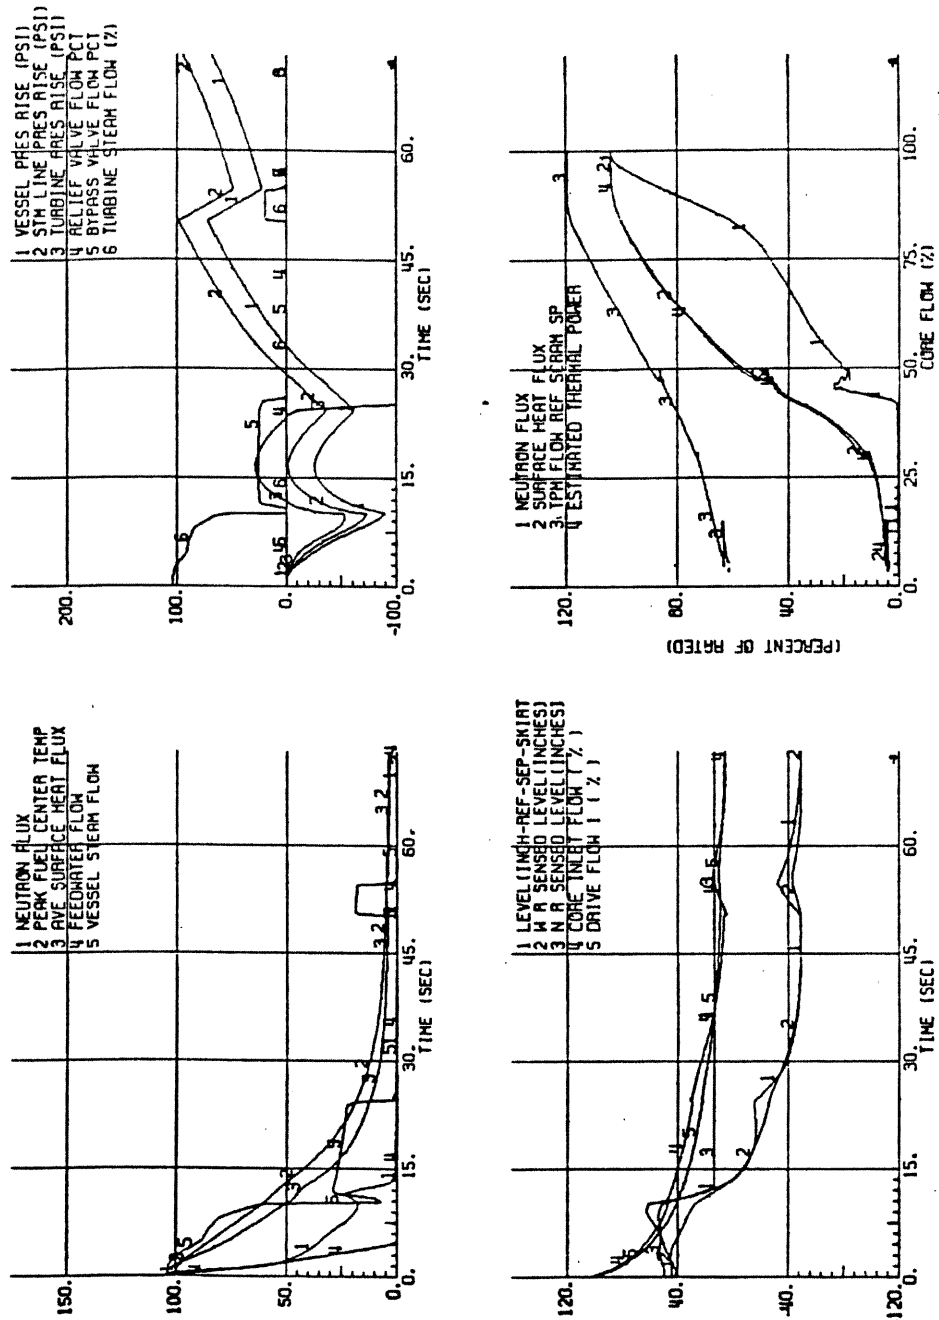 1 NEUTRON FLUX
2 PEAK FUEL CENTER TEMP
3 AVE SURFACE HEAT FLUX
4 FEEDWATER FLOW
5 VESSEL STEAM FLOW
150.
100.
50.
0.
0.
15.
30.
45.
60.
TIME (SEC)
1 VESSEL PRES RISE (PSI)
2 STM LINE PRES RISE (PSI)
3 TURBINE PRES RISE (PSI)
4 RELIEF VALVE FLOW PCT
5 BYPASS VALVE FLOW PCT
6 TURBINE STEAM FLOW (%)
200.
100.
0.
-100.
0.
15.
30.
45.
60.
TIME (SEC)
1 LEVEL(INCH-REF-SEP-SKIRT
2 W R SENSED LEVEL(INCHES)
3 N R SENSED LEVEL(INCHES)
4 CORE INLET FLOW ( % )
5 DRIVE FLOW 1 ( % )
120.
40.
-40.
-120.
0.
15.
30.
45.
60.
TIME (SEC)
1 NEUTRON FLUX
2 SURFACE HEAT FLUX
3 TPM FLOW REF SCRAM SP
4 ESTIMATED THERMAL POWER
(PERCENT OF RATED)
120.
80.
40.
0.
0.
25.
50.
75.
100.
CORE FLOW (%)